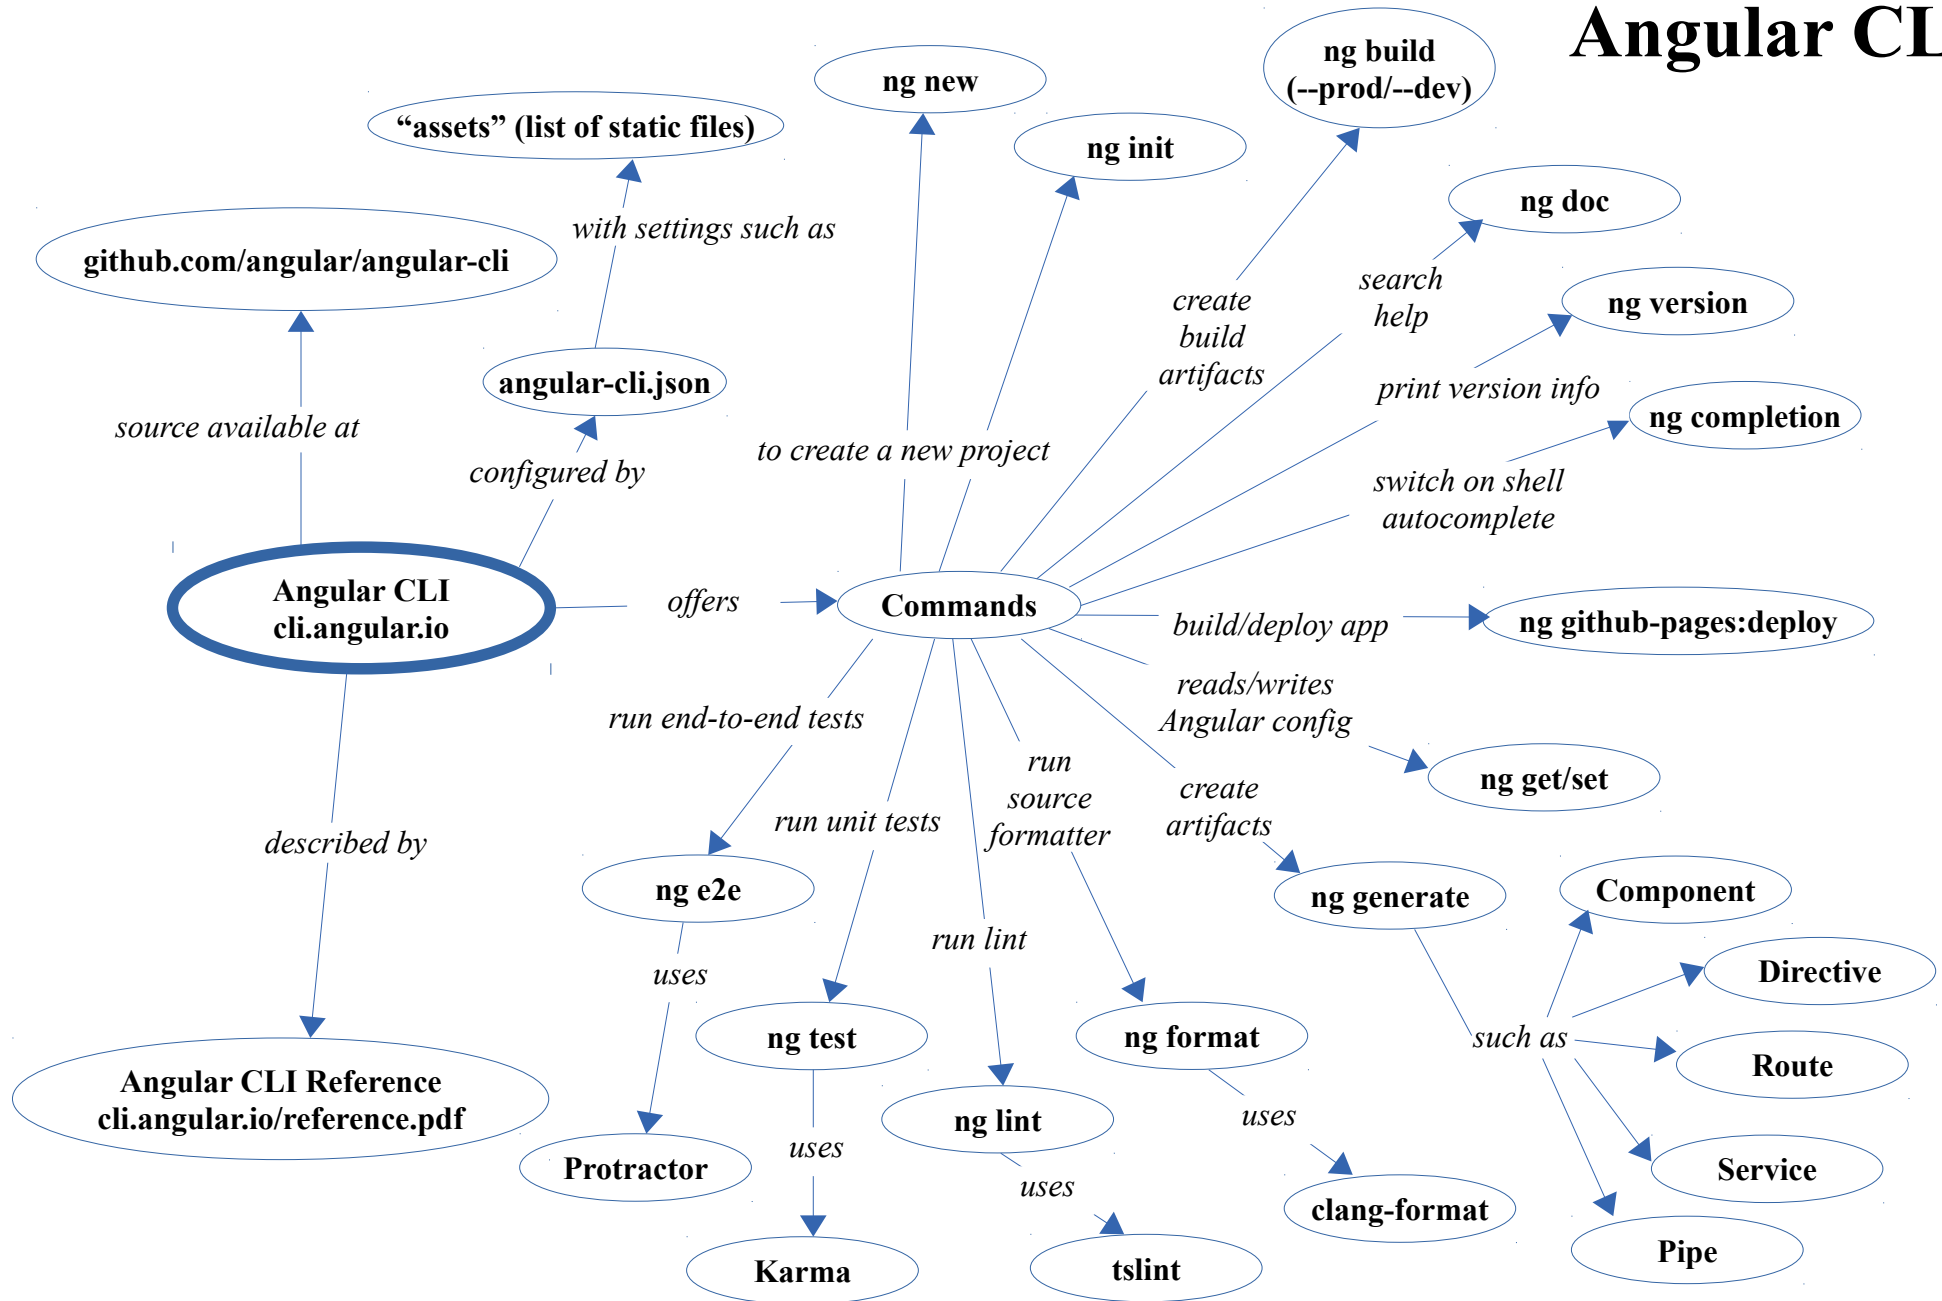 Angular CL
ng build
(--prod/--dev)
ng new
“assets” (list of static files)
ng init
ng doc
with settings such as
github.com/angular/angular-cli
search
help
ng version
create
build
artifacts
angular-cli.json
print version info
ng completion
source available at
to create a new project
configured by
switch on shell
autocomplete
Angular CLI
cli.angular.io
offers
Commands
build/deploy app
ng github-pages:deploy
reads/writes
Angular config
run end-to-end tests
run
source
formatter
ng get/set
create
artifacts
run unit tests
described by
ng e2e
ng generate
Component
run lint
uses
Directive
ng test
ng format
such as
Route
Angular CLI Reference
cli.angular.io/reference.pdf
ng lint
uses
uses
Protractor
uses
Service
clang-format
Karma
tslint
Pipe